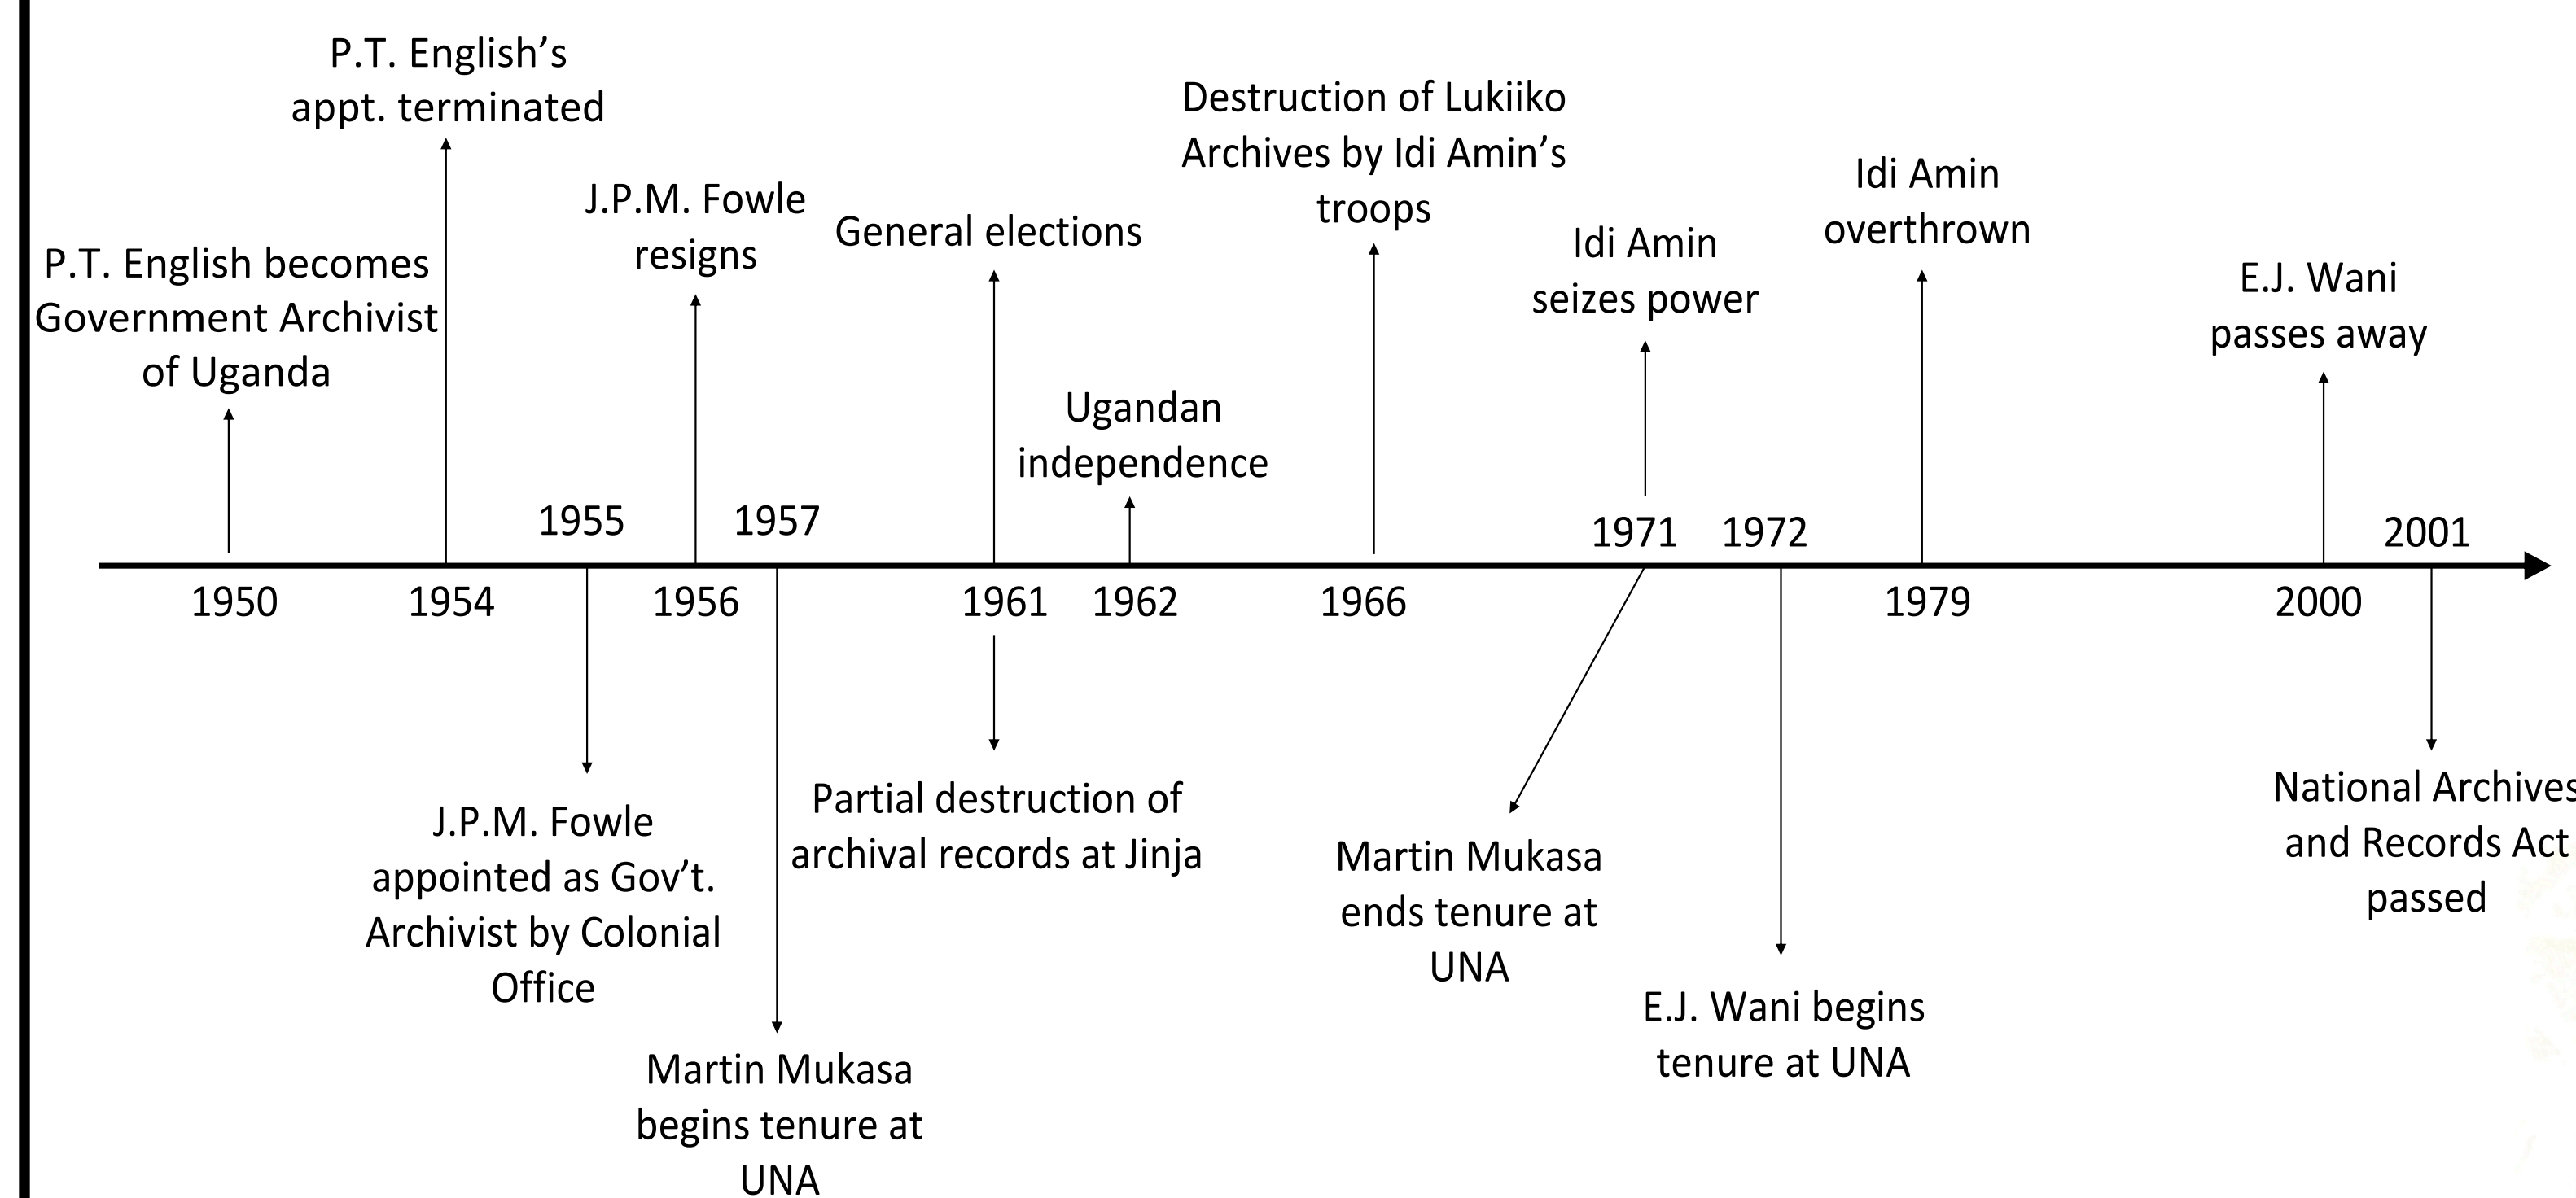 P.T. English’s
appt. terminated
P.T. English becomes
Government Archivist
of Uganda
J.P.M. Fowle
resigns
General elections
Ugandan
independence
Destruction of Lukiiko
Archives by Idi Amin’s
troops
Idi Amin
seizes power
Idi Amin
overthrown
E.J. Wani
passes away
1955
1957
1971
1972
2001
1950
1954
1956
1961
1962
1966
1979
2000
J.P.M. Fowle
appointed as Gov’t.
Archivist by Colonial
Office
Martin Mukasa
begins tenure at
UNA
Partial destruction of
archival records at Jinja
Martin Mukasa
ends tenure at
UNA
E.J. Wani begins
tenure at UNA
National Archives
and Records Act
passed